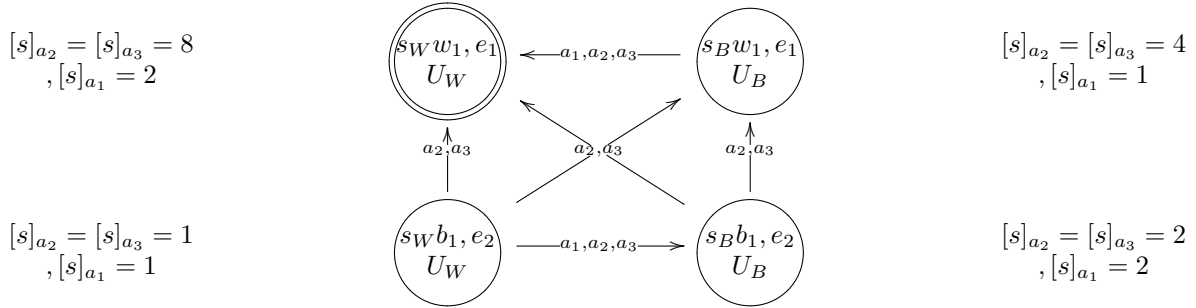 [s]_{a_2} = [s]_{a_3} = 8
, [s]_{a_1} = 2
s_W w_1, e_1
U_W
a_1, a_2, a_3
s_B w_1, e_1
U_B
[s]_{a_2} = [s]_{a_3} = 4
, [s]_{a_1} = 1
a_2, a_3
a_2, a_3
a_2, a_3
[s]_{a_2} = [s]_{a_3} = 1
, [s]_{a_1} = 1
s_W b_1, e_2
U_W
a_1, a_2, a_3
s_B b_1, e_2
U_B
[s]_{a_2} = [s]_{a_3} = 2
, [s]_{a_1} = 2